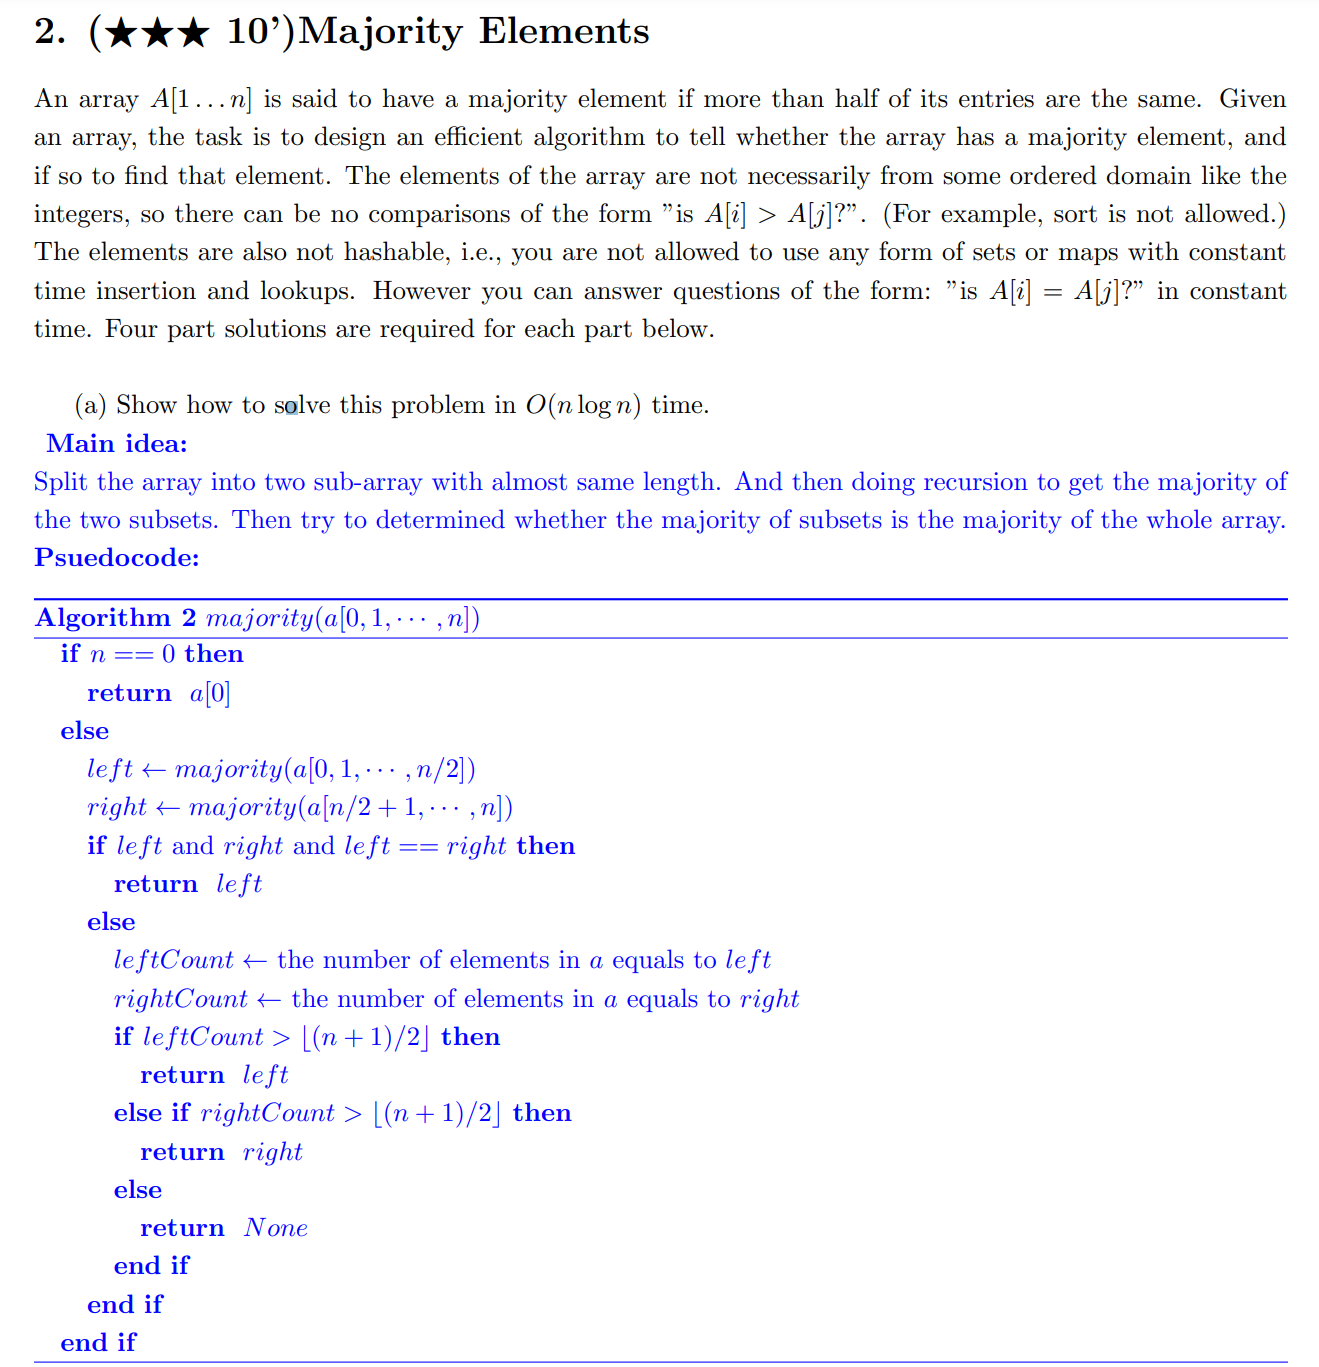 2. (★★★ 10’)Majority Elements
An array A[1 . . . n] is said to have a majority element if more than half of its entries are the same. Given
an array, the task is to design an efficient algorithm to tell whether the array has a majority element, and
if so to find that element. The elements of the array are not necessarily from some ordered domain like the
integers, so there can be no comparisons of the form ”is A[i] > A[j]?”. (For example, sort is not allowed.)
The elements are also not hashable, i.e., you are not allowed to use any form of sets or maps with constant
time insertion and lookups. However you can answer questions of the form: ”is A[i] = A[j]?” in constant
time. Four part solutions are required for each part below.
(a) Show how to solve this problem in O(n log n) time.
Main idea:
Split the array into two sub-array with almost same length. And then doing recursion to get the majority of
the two subsets. Then try to determined whether the majority of subsets is the majority of the whole array.
Psuedocode:
Algorithm 2 majority(a[0, 1, · · · , n])
if n == 0 then
return a[0]
else
left ← majority(a[0, 1, · · · , n/2])
right ← majority(a[n/2 + 1, · · · , n])
if left and right and left == right then
return left
else
leftCount ← the number of elements in a equals to left
rightCount ← the number of elements in a equals to right
if leftCount > ⌊(n + 1)/2⌋ then
return left
else if rightCount > ⌊(n + 1)/2⌋ then
return right
else
return None
end if
end if
end if